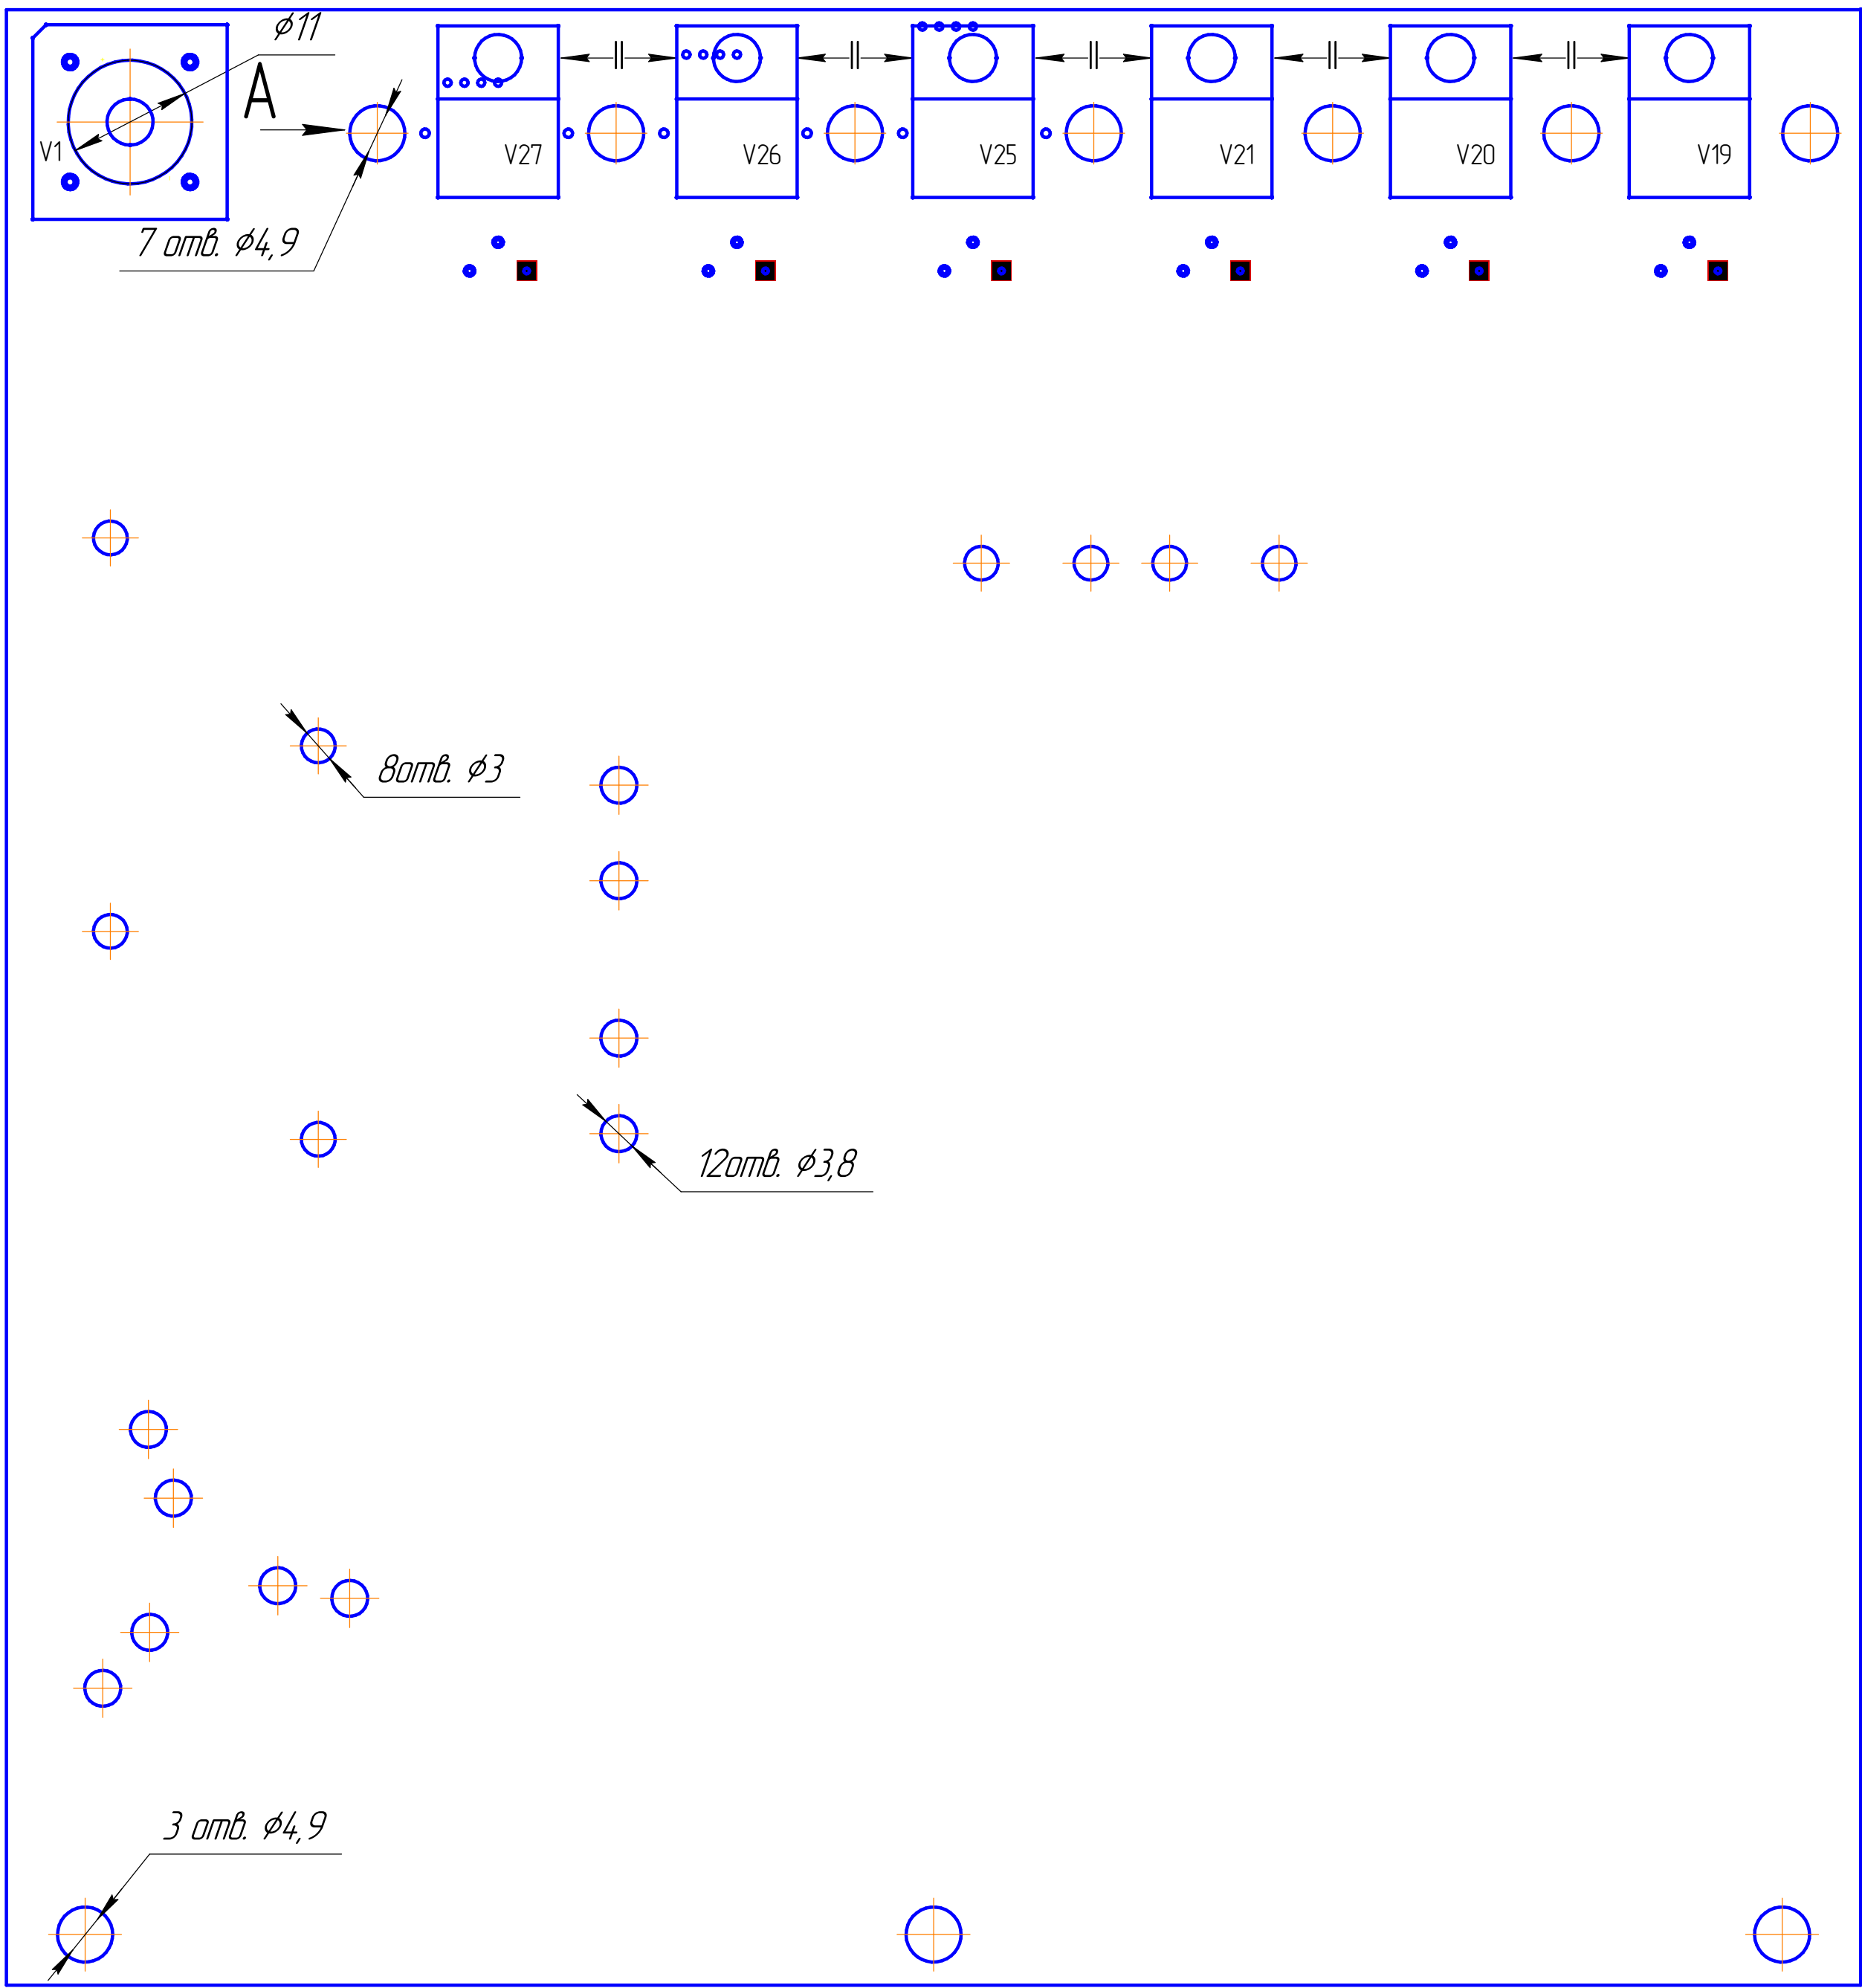 ⌀11
А
V1
V27
V26
V25
V21
V20
V19
7 отв. ⌀4,9
8отв. ⌀3
12отв. ⌀3,8
3 отв. ⌀4,9